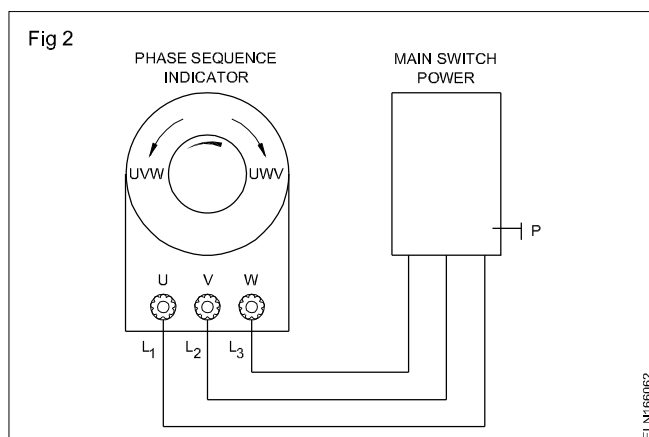 Fig 2
PHASE SEQUENCE
INDICATOR
MAIN SWITCH
POWER
UVW
UWV
P
U V W
L1 L2 L3
ELN166062